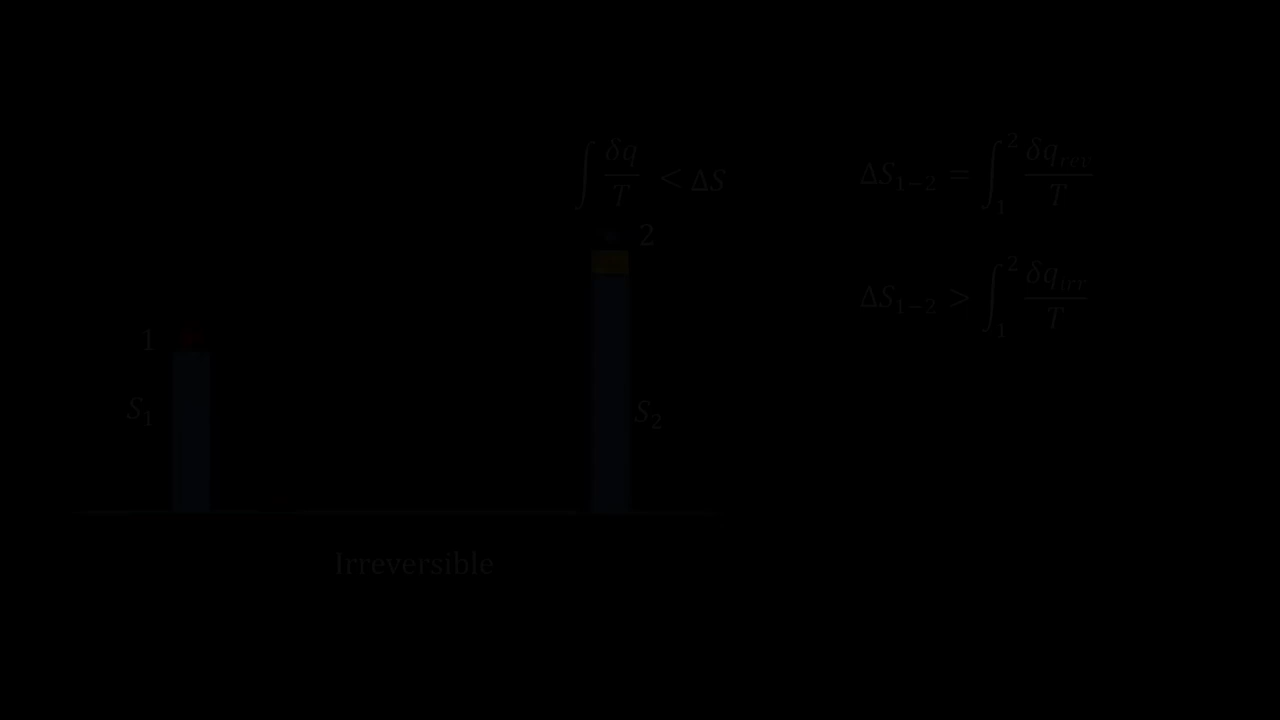 ∫ δq/T < ΔS
2
1
S₁
S₂
Irreversible
ΔS₁₋₂ = ∫₁² δq_rev/T
ΔS₁₋₂ > ∫₁² δq_irr/T